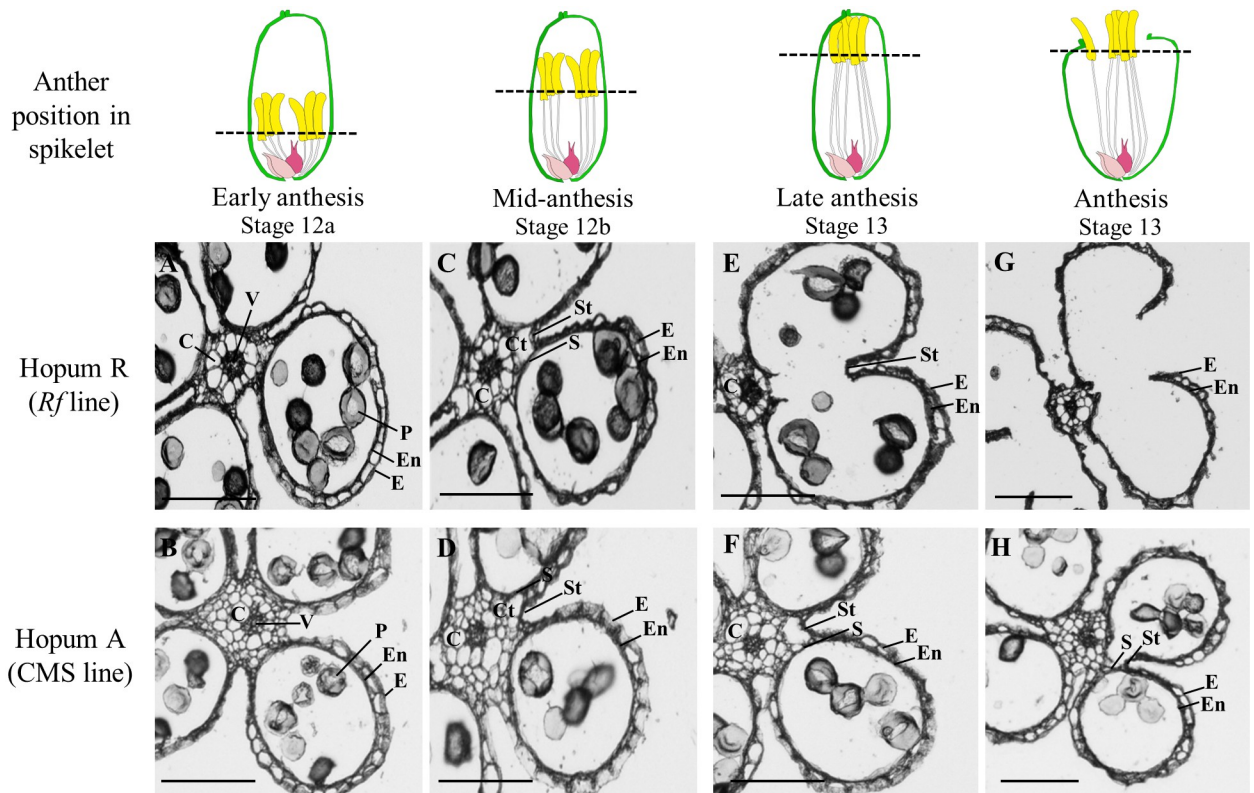 Anther
position in
spikelet
Early anthesis
Stage 12a
Mid-anthesis
Stage 12b
Late anthesis
Stage 13
Anthesis
Stage 13
Hopum R
(Rf line)
A
V
C
P
En
E
C
St
E
Ct
S
En
C
E
St
E
C
En
G
E
En
Hopum A
(CMS line)
B
C
V
P
En
E
D
S
Ct
St
E
C
En
F
St
C
E
S
En
H
S
St
E
En